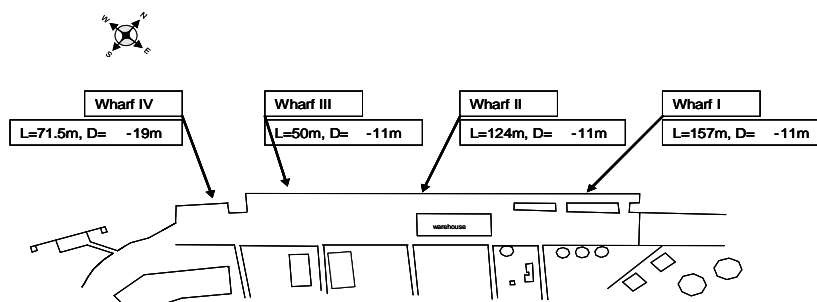 W
N
S
E
Wharf IV
L=71.5m, D= -19m
Wharf III
L=50m, D= -11m
Wharf II
L=124m, D= -11m
Wharf I
L=157m, D= -11m
warehouse